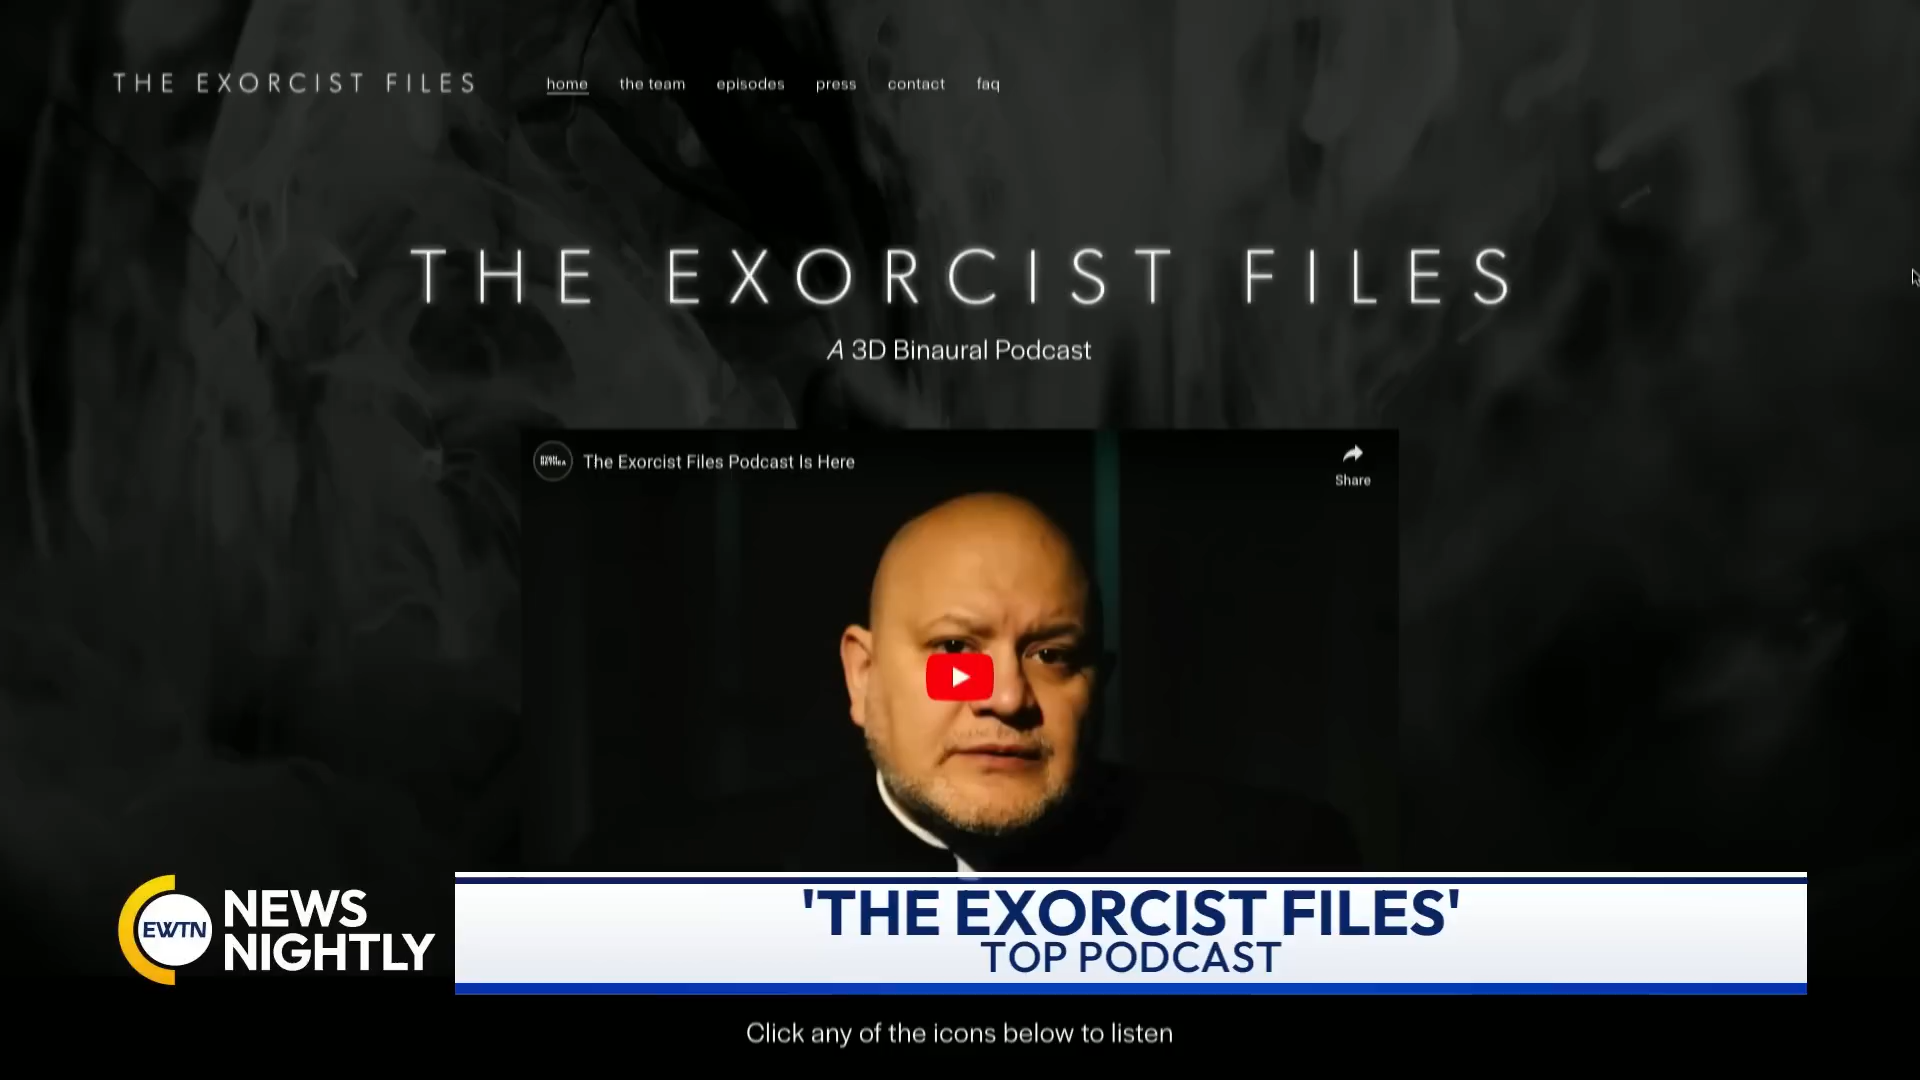 THE EXORCIST FILES
home the team episodes press contact faq
THE EXORCIST FILES
A 3D Binaural Podcast
The Exorcist Files Podcast Is Here
Share
EWTN NEWS NIGHTLY
'THE EXORCIST FILES'
TOP PODCAST
Click any of the icons below to listen